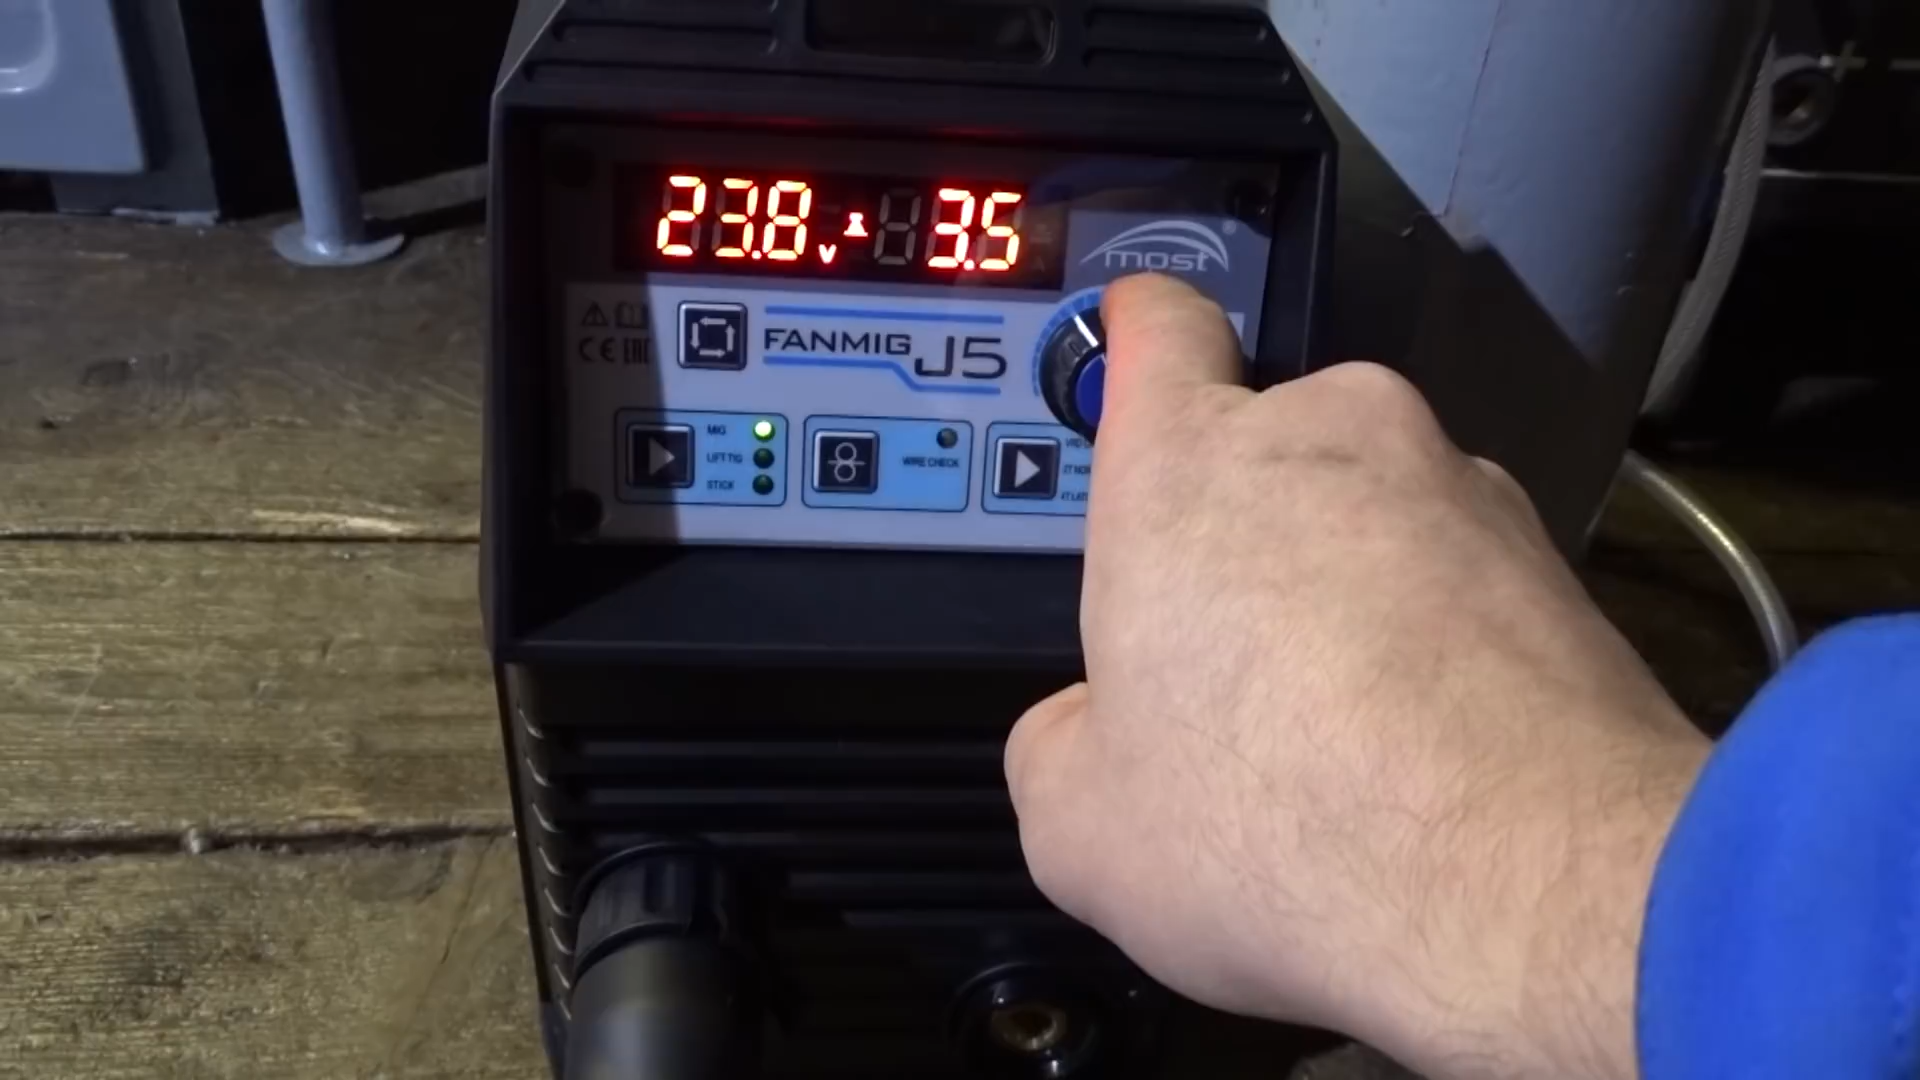 23.8 V 3.5
most®
CE EAC
FANMIG J5
MIG
LIFT TIG
STICK
WIRE CHECK